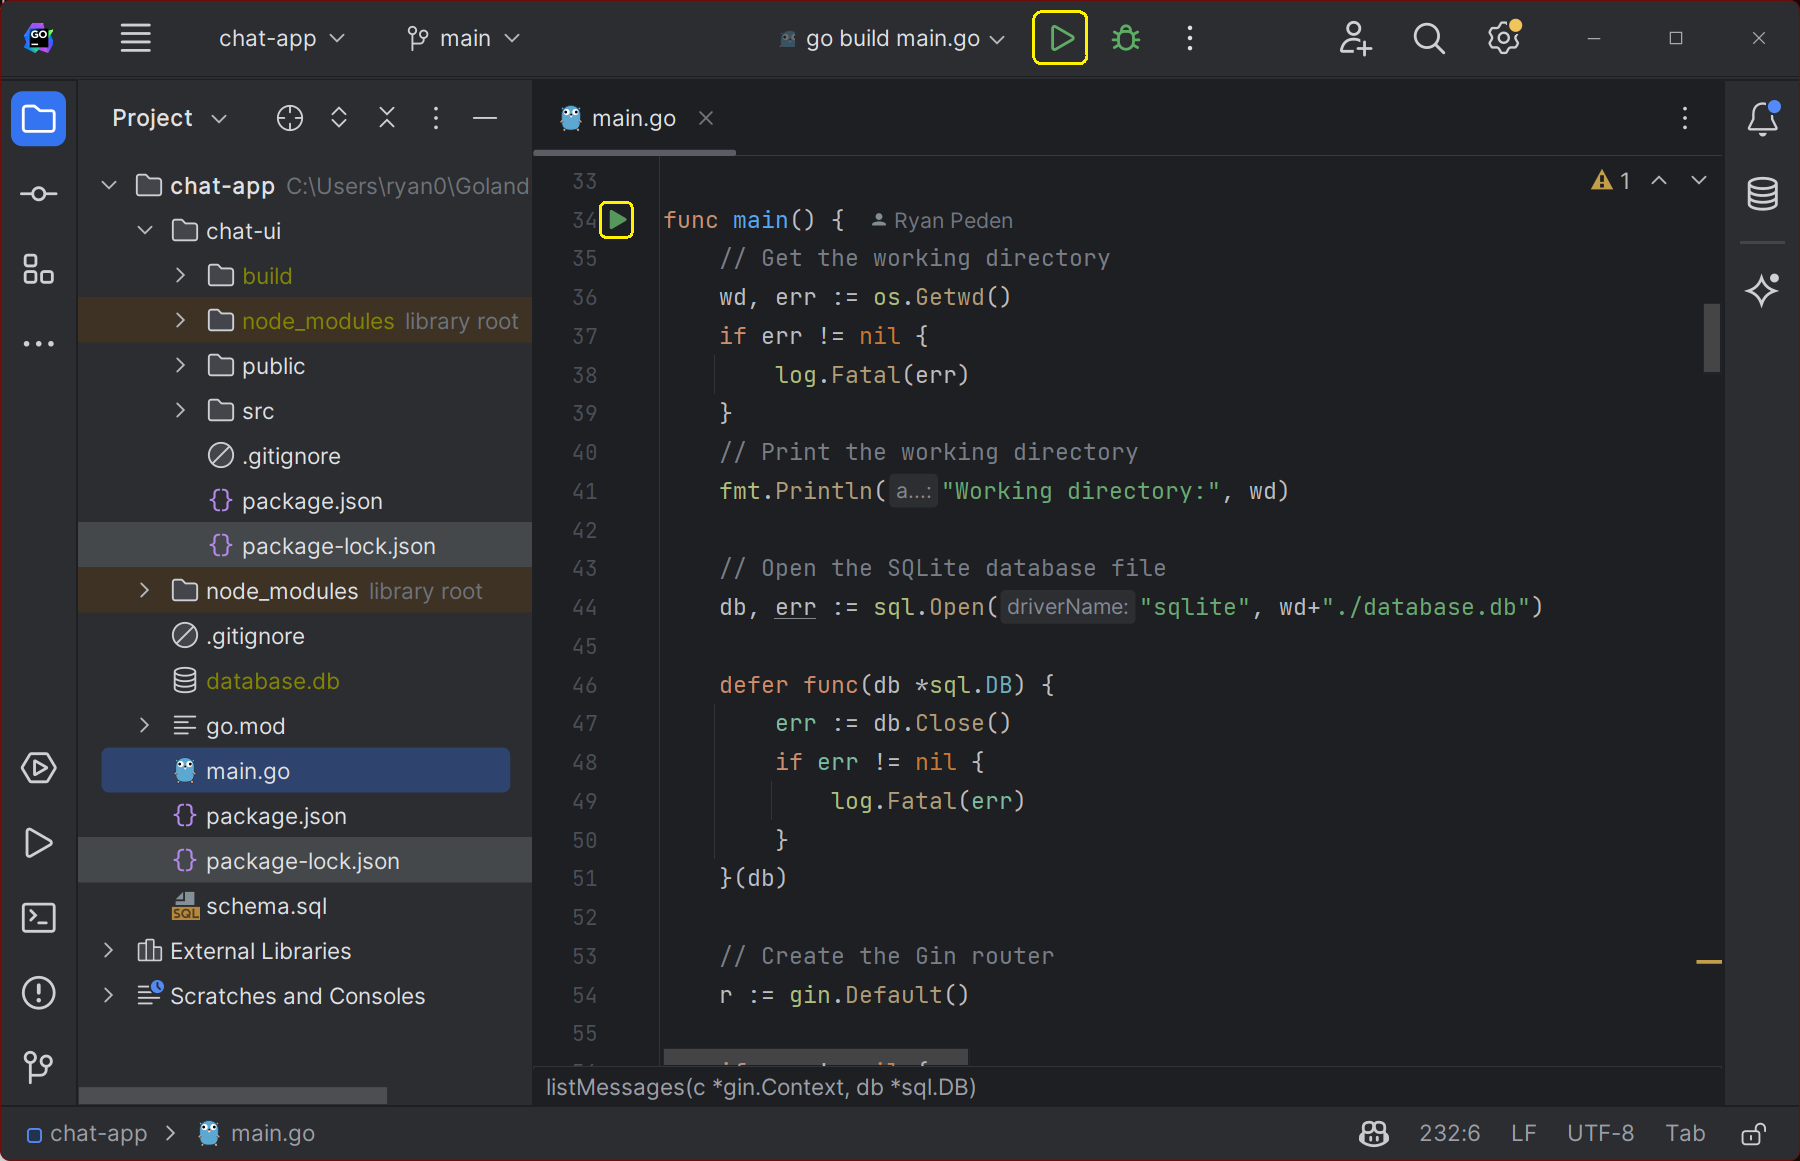 GO
chat-app
main
go build main.go
Project
main.go
chat-app C:\Users\ryan0\Goland
chat-ui
build
node_modules library root
public
src
.gitignore
package.json
package-lock.json
node_modules library root
.gitignore
database.db
go.mod
main.go
package.json
package-lock.json
SQL schema.sql
External Libraries
Scratches and Consoles
1
33
34 func main() { Ryan Peden
35 // Get the working directory
36 wd, err := os.Getwd()
37 if err != nil {
38 log.Fatal(err)
39 }
40 // Print the working directory
41 fmt.Println( a...: "Working directory:", wd)
42
43 // Open the SQLite database file
44 db, err := sql.Open( driverName: "sqlite", wd+"./database.db")
45
46 defer func(db *sql.DB) {
47 err := db.Close()
48 if err != nil {
49 log.Fatal(err)
50 }
51 }(db)
52
53 // Create the Gin router
54 r := gin.Default()
55
listMessages(c *gin.Context, db *sql.DB)
chat-app > main.go
232:6 LF UTF-8 Tab